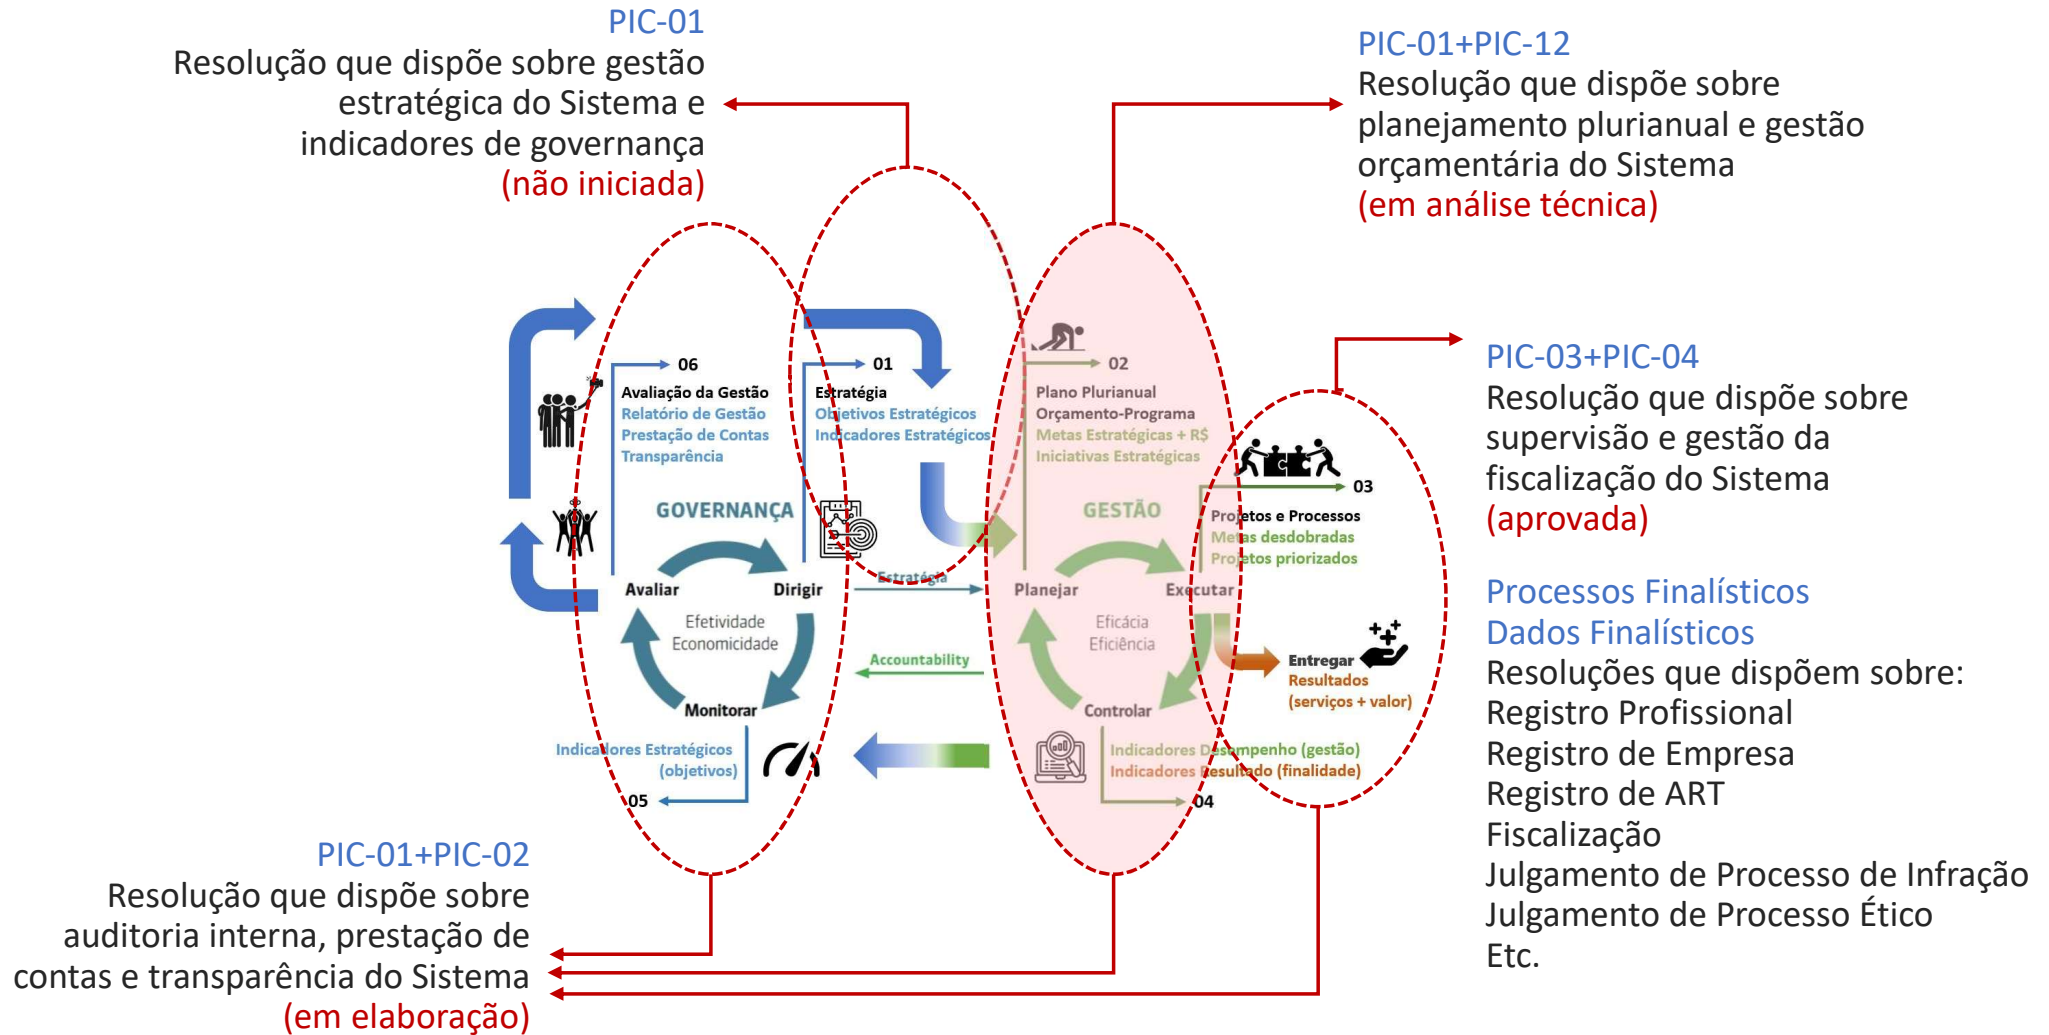 PIC-01
Resolução que dispõe sobre gestão
estratégica do Sistema e
indicadores de governança
(não iniciada)
PIC-01+PIC-12
Resolução que dispõe sobre
planejamento plurianual e gestão
orçamentária do Sistema
(em análise técnica)
06
Avaliação da Gestão
Relatório de Gestão
Prestação de Contas
Transparência
01
Estratégia
Objetivos Estratégicos
Indicadores Estratégicos
02
Plano Plurianual
Orçamento-Programa
Metas Estratégicas + R$
Iniciativas Estratégicas
03
Projetos e Processos
Metas desdobradas
Projetos priorizados
GOVERNANÇA
Avaliar
Dirigir
Efetividade
Economicidade
Monitorar
Estratégia
Accountability
GESTÃO
Planejar
Executar
Eficácia
Eficiência
Controlar
Entregar
Resultados
(serviços + valor)
Indicadores Estratégicos
(objetivos)
05
Indicadores Desempenho (gestão)
Indicadores Resultado (finalidade)
04
PIC-03+PIC-04
Resolução que dispõe sobre
supervisão e gestão da
fiscalização do Sistema
(aprovada)
Processos Finalísticos
Dados Finalísticos
Resoluções que dispõem sobre:
Registro Profissional
Registro de Empresa
Registro de ART
Fiscalização
Julgamento de Processo de Infração
Julgamento de Processo Ético
Etc.
PIC-01+PIC-02
Resolução que dispõe sobre
auditoria interna, prestação de
contas e transparência do Sistema
(em elaboração)